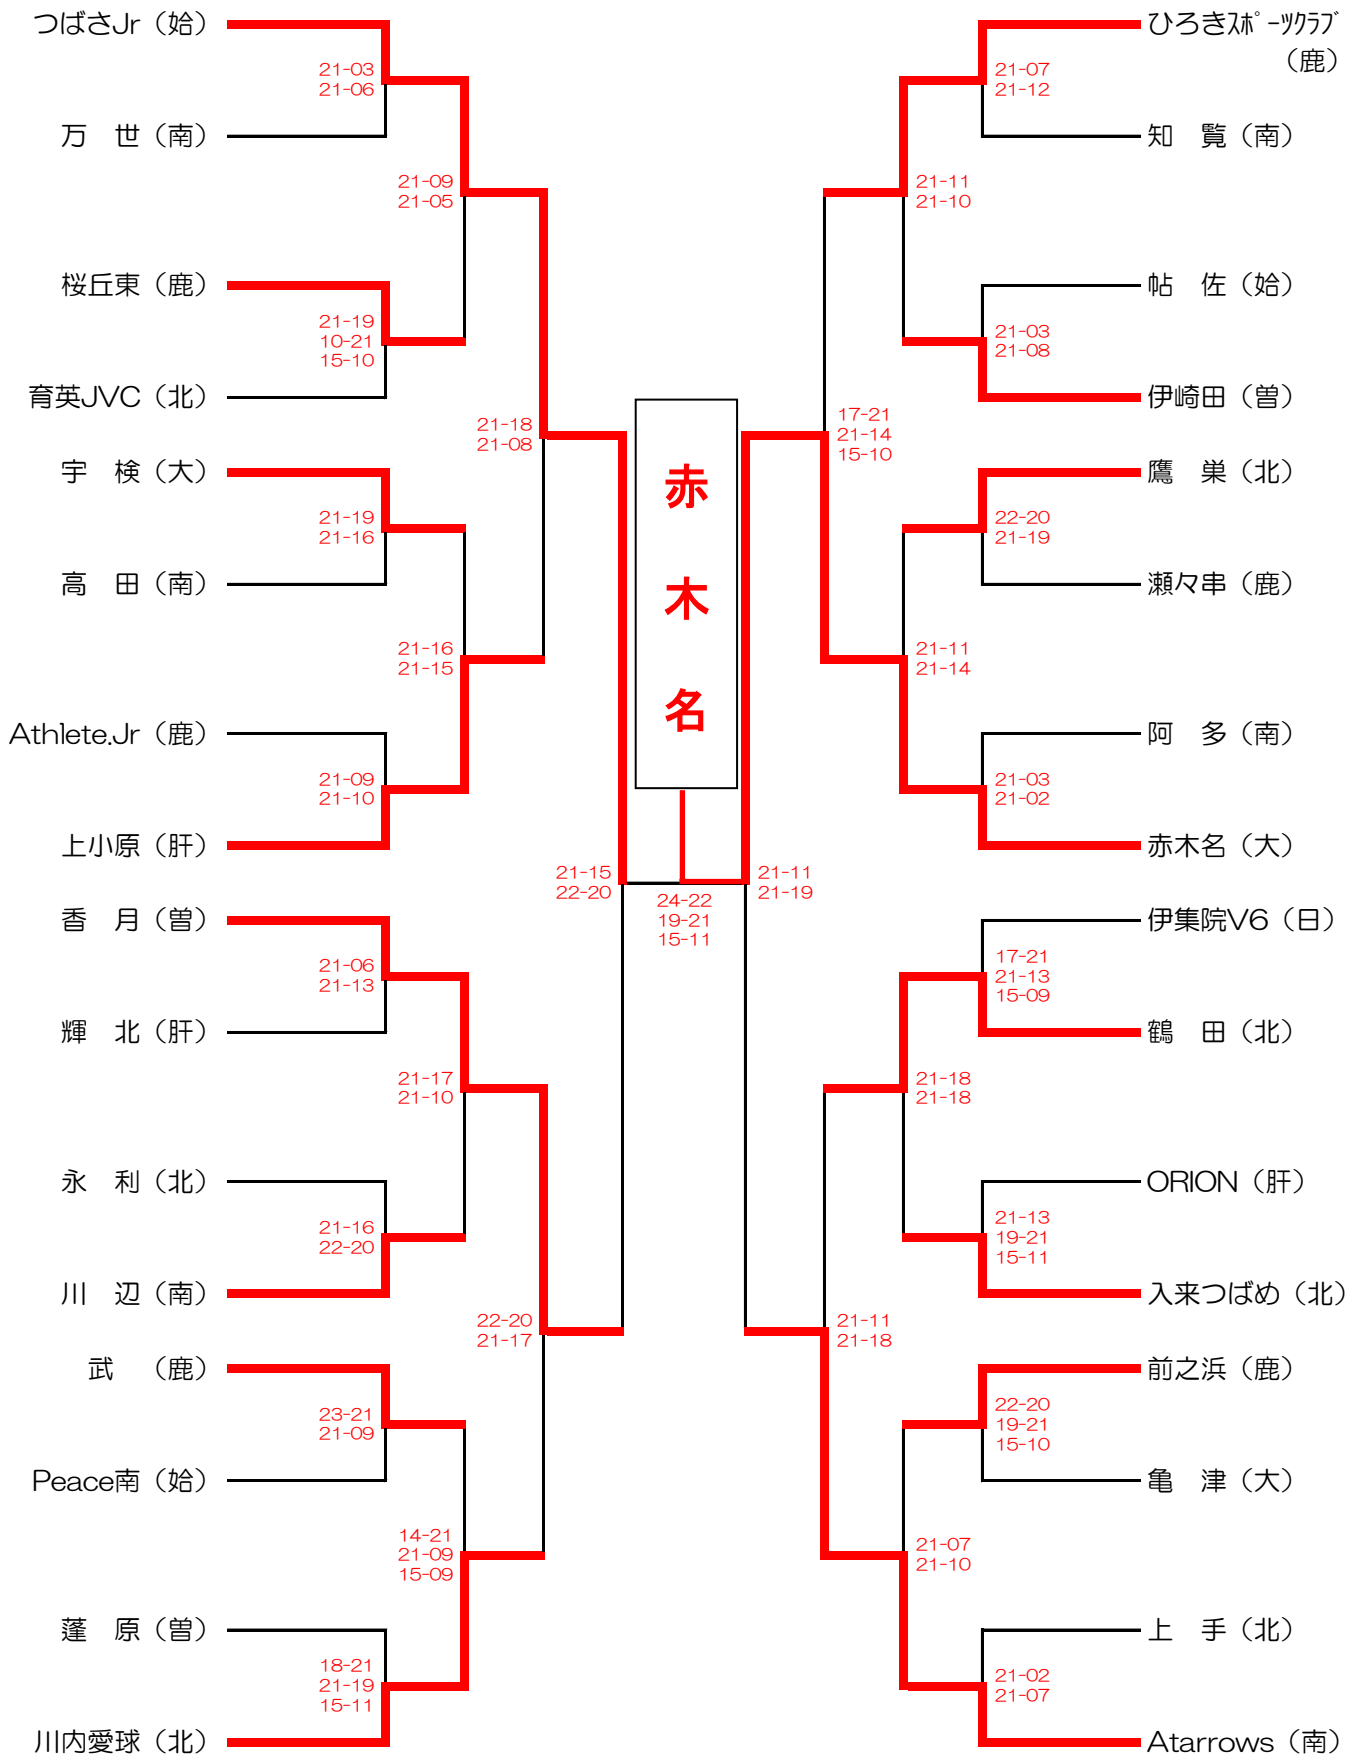 つばさJr（姶）
21-03
21-06
万　世（南）
21-09
21-05
桜丘東（鹿）
21-19
10-21
15-10
育英JVC（北）
21-18
21-08
宇　検（大）
21-19
21-16
高　田（南）
21-16
21-15
Athlete.Jr（鹿）
21-09
21-10
上小原（肝）
21-15
22-20
香　月（曽）
21-06
21-13
輝　北（肝）
21-17
21-10
永　利（北）
21-16
22-20
川　辺（南）
22-20
21-17
武　（鹿）
23-21
21-09
Peace南（姶）
14-21
21-09
15-09
蓬　原（曽）
18-21
21-19
15-11
川内愛球（北）
赤
木
名
24-22
19-21
15-11
ひろきｽﾎﾟｰﾂｸﾗﾌﾞ
（鹿）
21-07
21-12
知　覧（南）
21-11
21-10
帖　佐（姶）
21-03
21-08
伊崎田（曽）
17-21
21-14
15-10
鷹　巣（北）
22-20
21-19
瀬々串（鹿）
21-11
21-14
阿　多（南）
21-03
21-02
赤木名（大）
21-11
21-19
伊集院V6（日）
17-21
21-13
15-09
鶴　田（北）
21-18
21-18
ORION（肝）
21-13
19-21
15-11
入来つばめ（北）
21-11
21-18
前之浜（鹿）
22-20
19-21
15-10
亀　津（大）
21-07
21-10
上　手（北）
21-02
21-07
Atarrows（南）